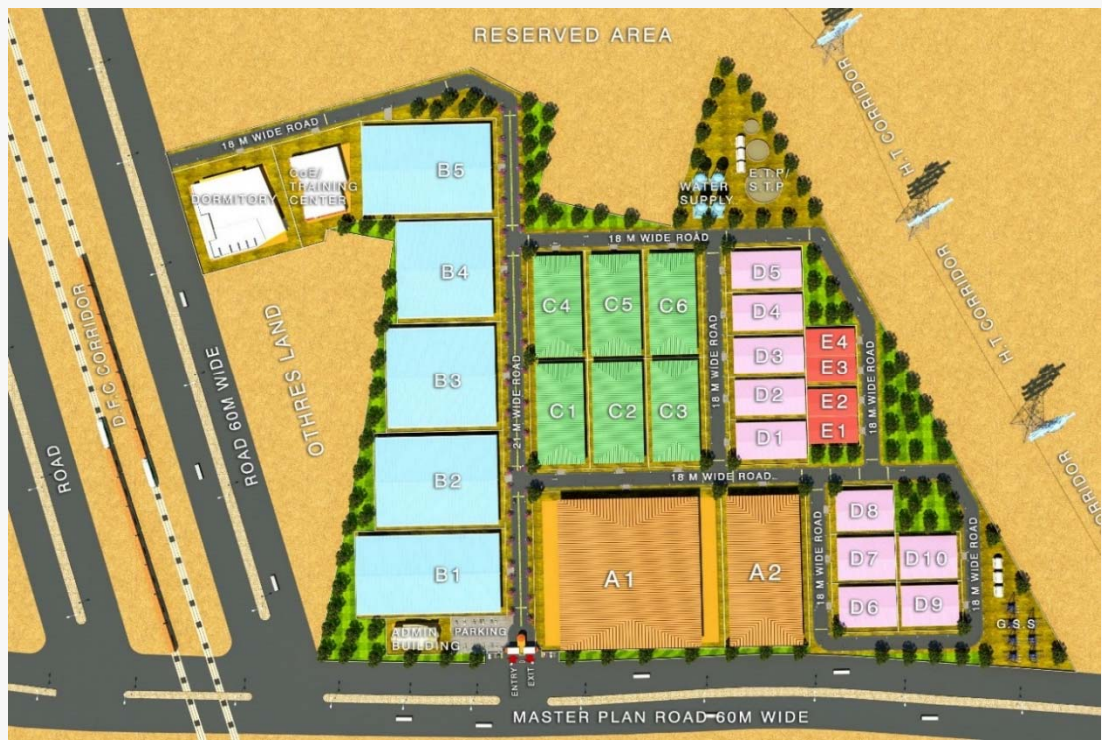 RESERVED AREA
H.T CORRIDOR
18 M WIDE ROAD
DORMITORY
CoE/
TRAINING
CENTER
B5
WATER
SUPPLY
E.T.P/
S.T.P
H.T CORRIDOR
18 M WIDE ROAD
B4
C4
C5
C6
D5
D4
D3
D2
D1
E4
E3
E2
E1
18 M WIDE ROAD
18 M WIDE ROAD
H.T CORRIDOR
D.F.C CORRIDOR
ROAD 60M WIDE
OTHRES LAND
B3
21 M WIDE ROAD
C1
C2
C3
ROAD
B2
18 M WIDE ROAD
CORRIDOR
A1
A2
18 M WIDE ROAD
D8
D7
D10
D6
D9
18 M WIDE ROAD
G.S.S
B1
ADMIN
BUILDING
PARKING
ENTRY
EXIT
MASTER PLAN ROAD 60M WIDE